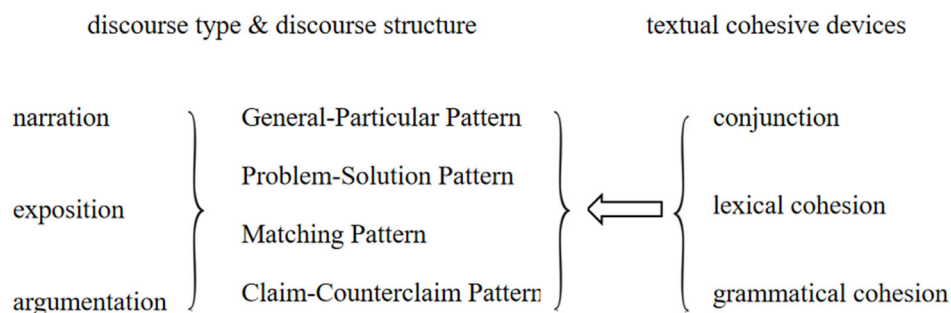 discourse type & discourse structure textual cohesive devices
narration General-Particular Pattern conjunction
Problem-Solution Pattern
exposition lexical cohesion
Matching Pattern
argumentation Claim-Counterclaim Pattern grammatical cohesion